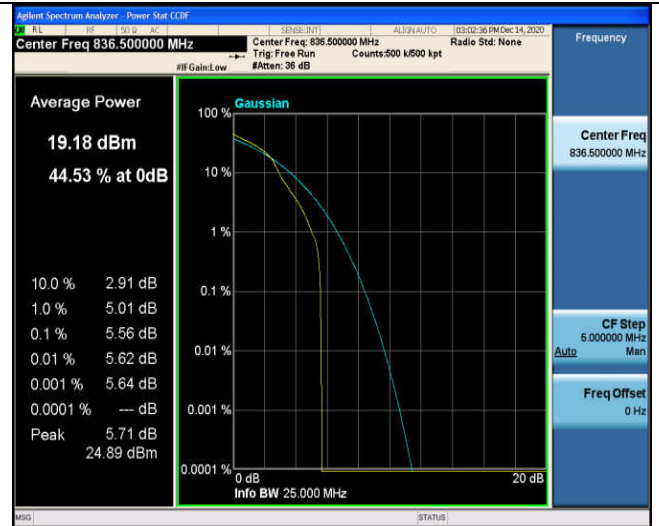 Agilent Spectrum Analyzer - Power Stat CCDF
RL RF 50 Ω AC SENSE:INT ALIGN AUTO 03:02:36 PM Dec 14, 2020
Center Freq 836.500000 MHz
Center Freq: 836.500000 MHz Radio Std: None
Trig: Free Run Counts:500 k/500 kpt
#IFGain:Low #Atten: 36 dB
Frequency
Average Power
19.18 dBm
44.53 % at 0dB
10.0 % 2.91 dB
1.0 % 5.01 dB
0.1 % 5.56 dB
0.01 % 5.62 dB
0.001 % 5.64 dB
0.0001 % --- dB
Peak 5.71 dB
24.89 dBm
Gaussian
100 %
10 %
1 %
0.1 %
0.01 %
0.001 %
0.0001 %
0 dB 20 dB
Info BW 25.000 MHz
Center Freq
836.500000 MHz
CF Step
5.000000 MHz
Auto Man
Freq Offset
0 Hz
MSG STATUS